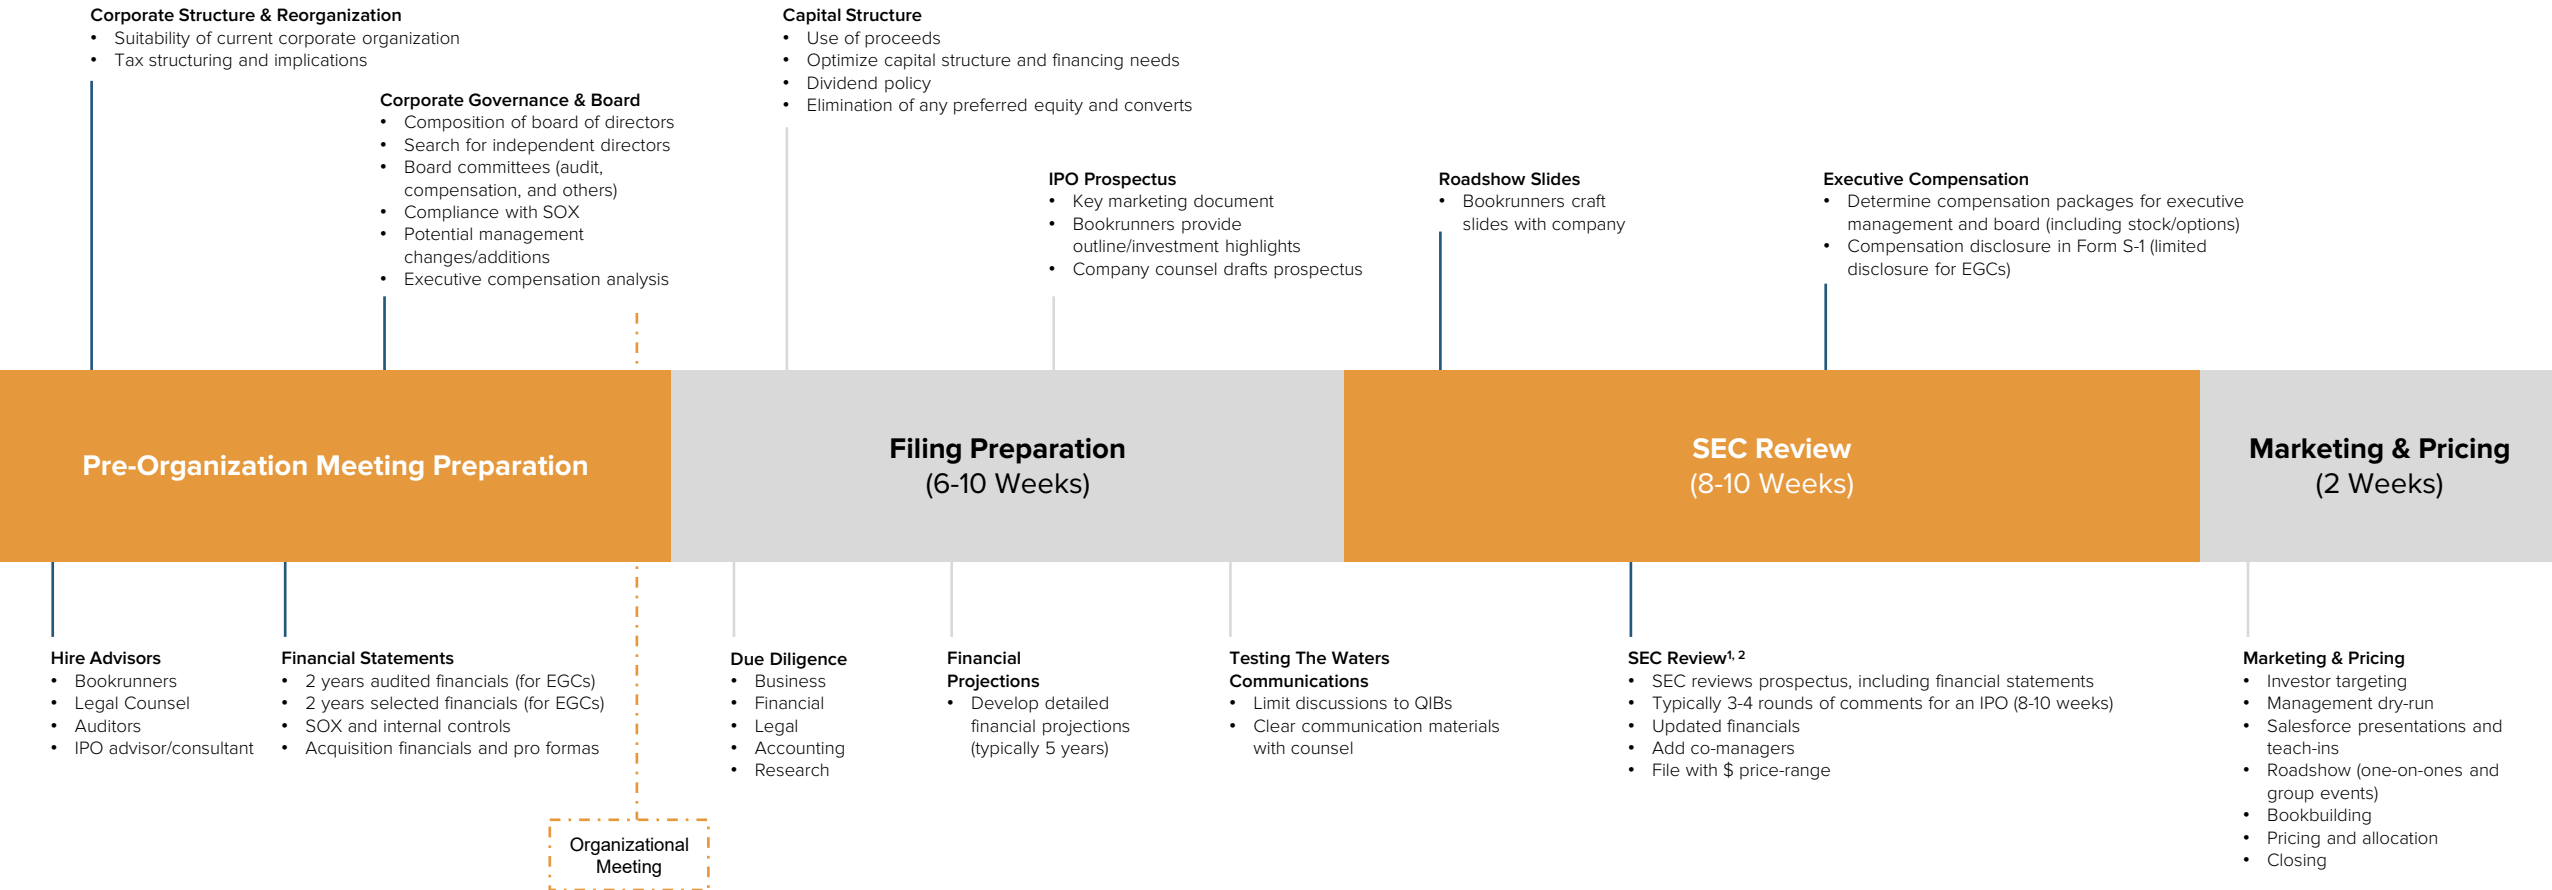 Corporate Structure & Reorganization
• Suitability of current corporate organization
• Tax structuring and implications
Corporate Governance & Board
• Composition of board of directors
• Search for independent directors
• Board committees (audit,
compensation, and others)
• Compliance with SOX
• Potential management
changes/additions
• Executive compensation analysis
Capital Structure
• Use of proceeds
• Optimize capital structure and financing needs
• Dividend policy
• Elimination of any preferred equity and converts
IPO Prospectus
• Key marketing document
• Bookrunners provide
outline/investment highlights
• Company counsel drafts prospectus
Roadshow Slides
• Bookrunners craft
slides with company
Executive Compensation
• Determine compensation packages for executive
management and board (including stock/options)
• Compensation disclosure in Form S-1 (limited
disclosure for EGCs)
Pre-Organization Meeting Preparation
Filing Preparation
(6-10 Weeks)
SEC Review
(8-10 Weeks)
Marketing & Pricing
(2 Weeks)
Hire Advisors
• Bookrunners
• Legal Counsel
• Auditors
• IPO advisor/consultant
Financial Statements
• 2 years audited financials (for EGCs)
• 2 years selected financials (for EGCs)
• SOX and internal controls
• Acquisition financials and pro formas
Organizational
Meeting
Due Diligence
• Business
• Financial
• Legal
• Accounting
• Research
Financial
Projections
• Develop detailed
financial projections
(typically 5 years)
Testing The Waters
Communications
• Limit discussions to QIBs
• Clear communication materials
with counsel
SEC Review1, 2
• SEC reviews prospectus, including financial statements
• Typically 3-4 rounds of comments for an IPO (8-10 weeks)
• Updated financials
• Add co-managers
• File with $ price-range
Marketing & Pricing
• Investor targeting
• Management dry-run
• Salesforce presentations and
teach-ins
• Roadshow (one-on-ones and
group events)
• Bookbuilding
• Pricing and allocation
• Closing